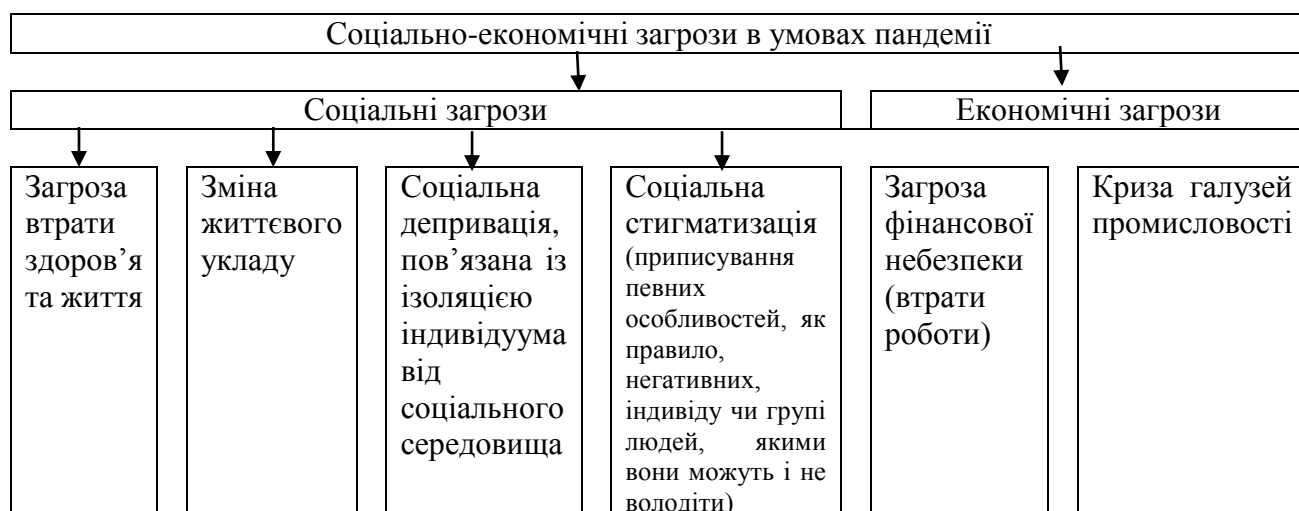 Соціально-економічні загрози в умовах пандемії
Соціальні загрози
Економічні загрози
Загроза
втрати
здоров’я
та життя
Зміна
життєвого
укладу
Соціальна
депривація,
пов’язана із
ізоляцією
індивідуума
від
соціального
середовища
Соціальна
стигматизація
(приписування
певних
особливостей, як
правило,
негативних,
індивіду чи групі
людей, якими
вони можуть і не
володіти)
Загроза
фінансової
небезпеки
(втрати
роботи)
Криза галузей
промисловості